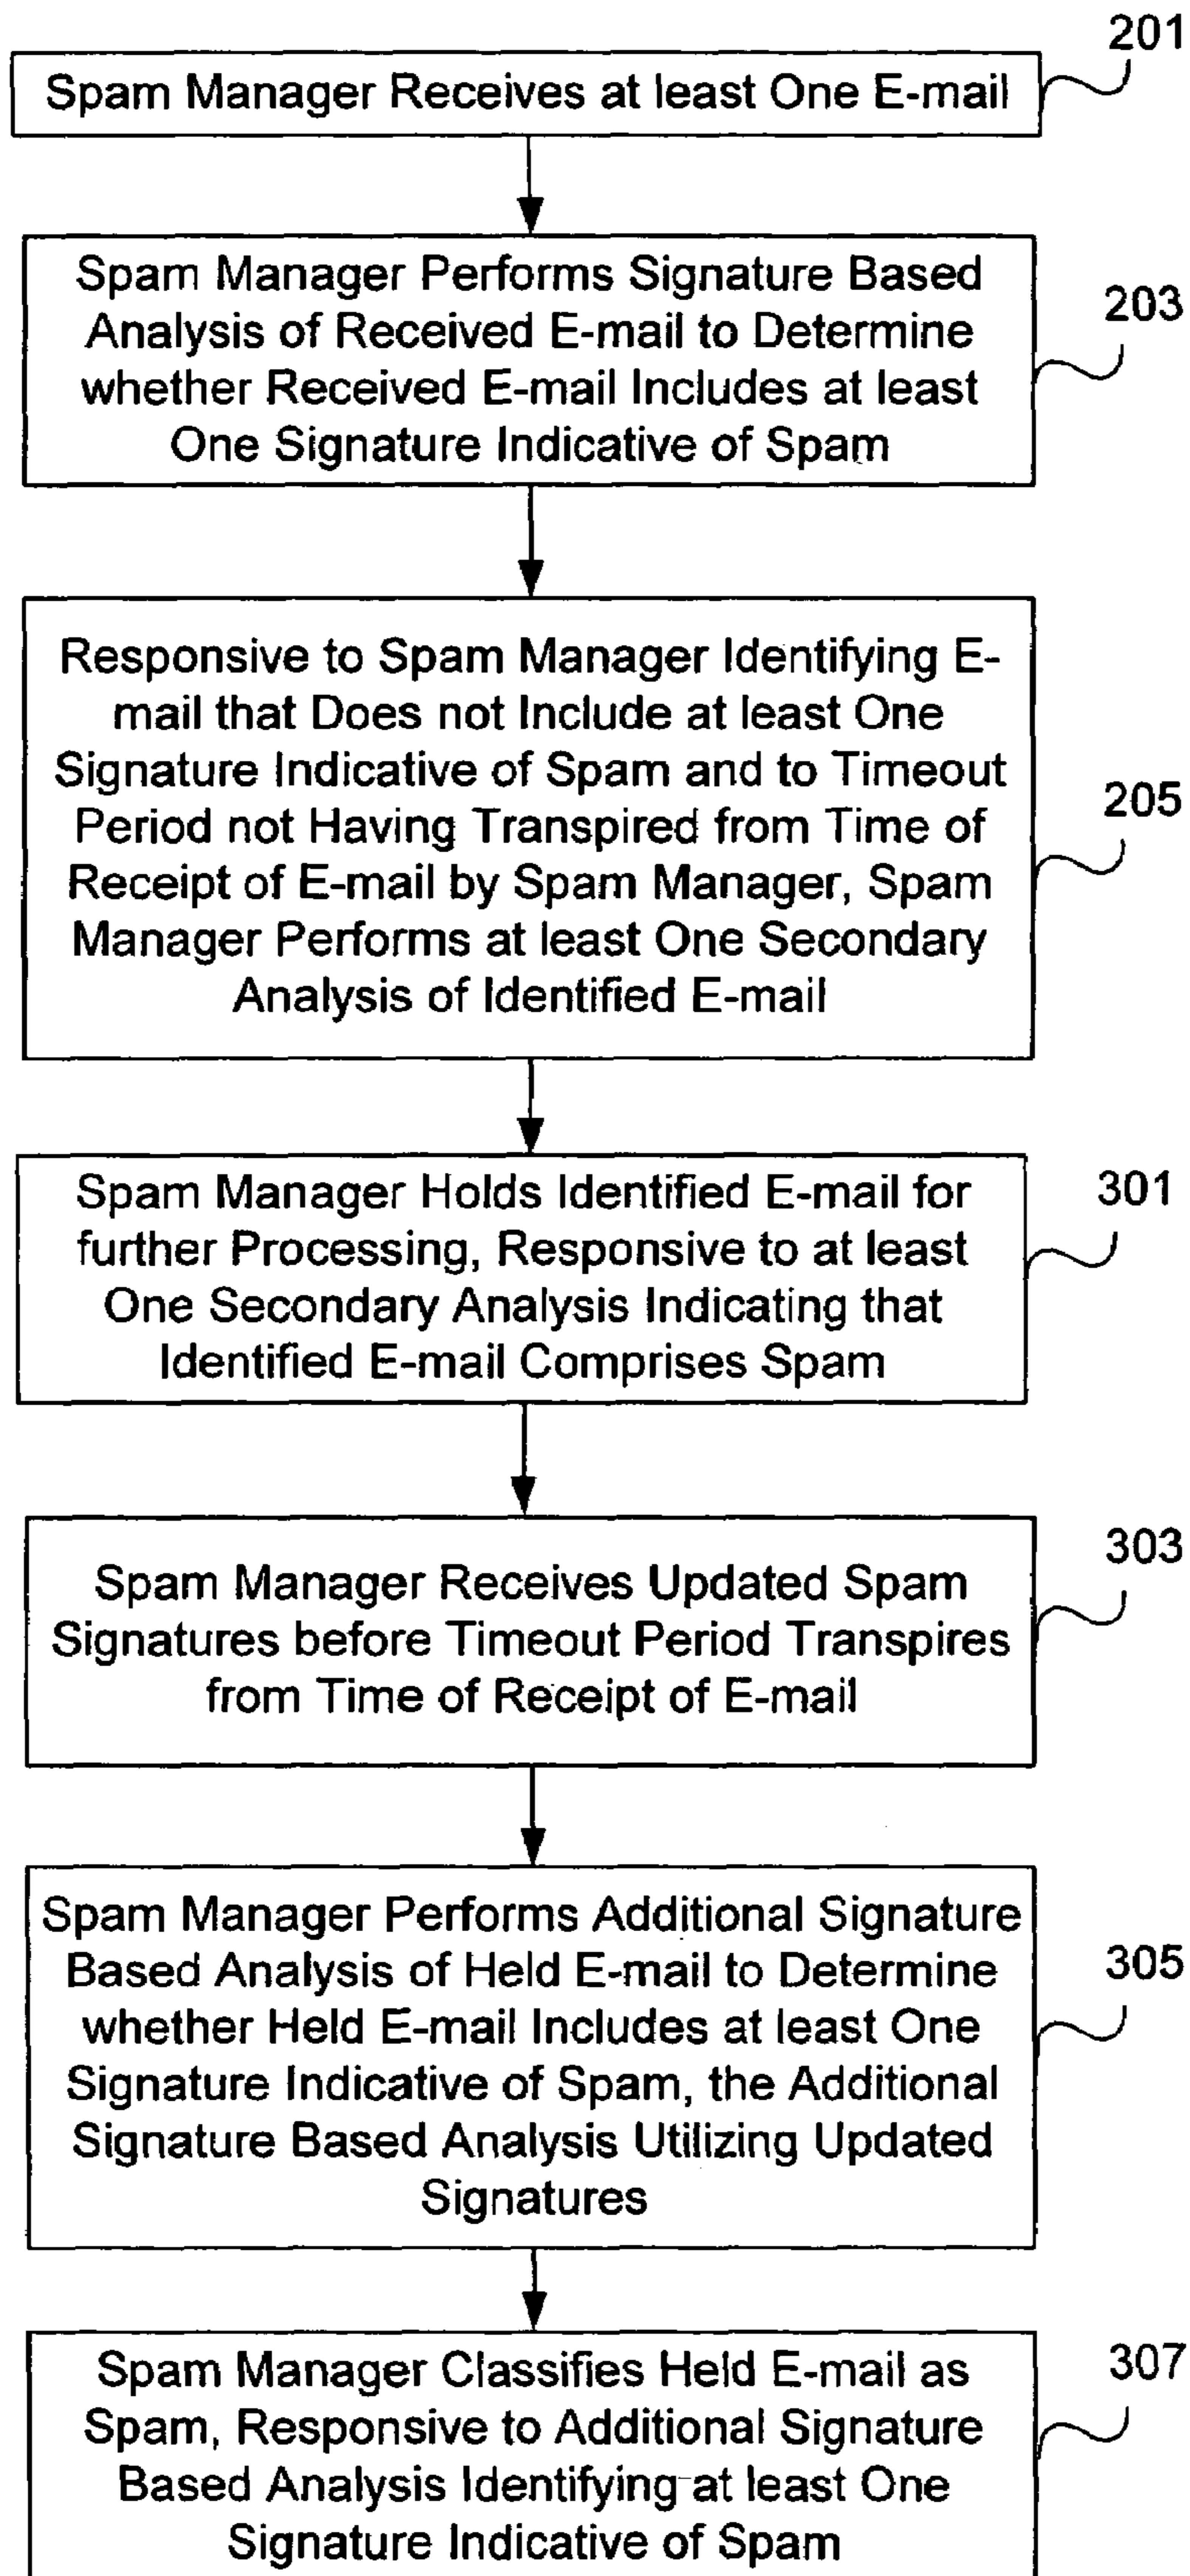 201
Spam Manager Receives at least One E-mail
Spam Manager Performs Signature Based
Analysis of Received E-mail to Determine
whether Received E-mail Includes at least
One Signature Indicative of Spam
203
Responsive to Spam Manager Identifying E-
mail that Does not Include at least One
Signature Indicative of Spam and to Timeout
Period not Having Transpired from Time of
Receipt of E-mail by Spam Manager, Spam
Manager Performs at least One Secondary
Analysis of Identified E-mail
205
Spam Manager Holds Identified E-mail for
further Processing, Responsive to at least
One Secondary Analysis Indicating that
Identified E-mail Comprises Spam
301
Spam Manager Receives Updated Spam
Signatures before Timeout Period Transpires
from Time of Receipt of E-mail
303
Spam Manager Performs Additional Signature
Based Analysis of Held E-mail to Determine
whether Held E-mail Includes at least One
Signature Indicative of Spam, the Additional
Signature Based Analysis Utilizing Updated
Signatures
305
Spam Manager Classifies Held E-mail as
Spam, Responsive to Additional Signature
Based Analysis Identifying at least One
Signature Indicative of Spam
307